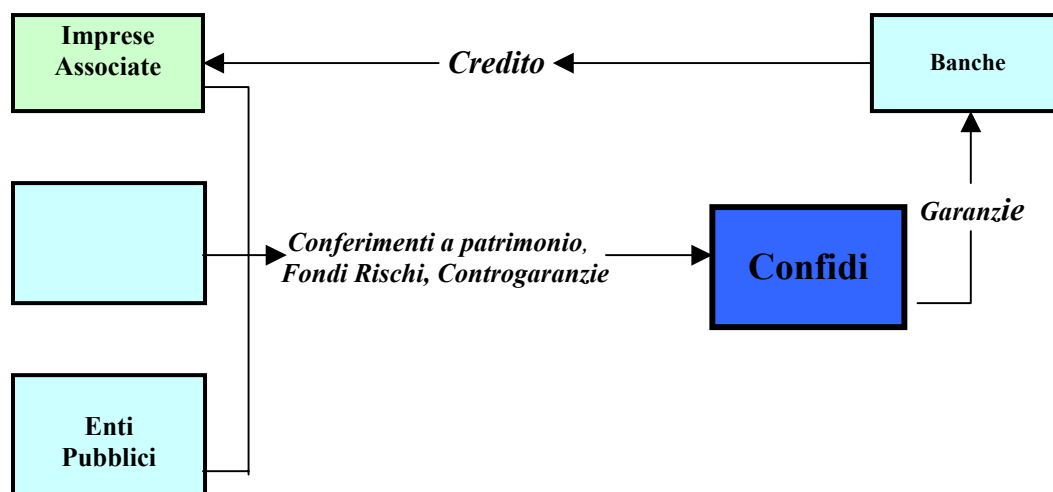 Imprese
Associate
Credito
Banche
Garanzie
Conferimenti a patrimonio,
Fondi Rischi, Controgaranzie
Confidi
Enti
Pubblici